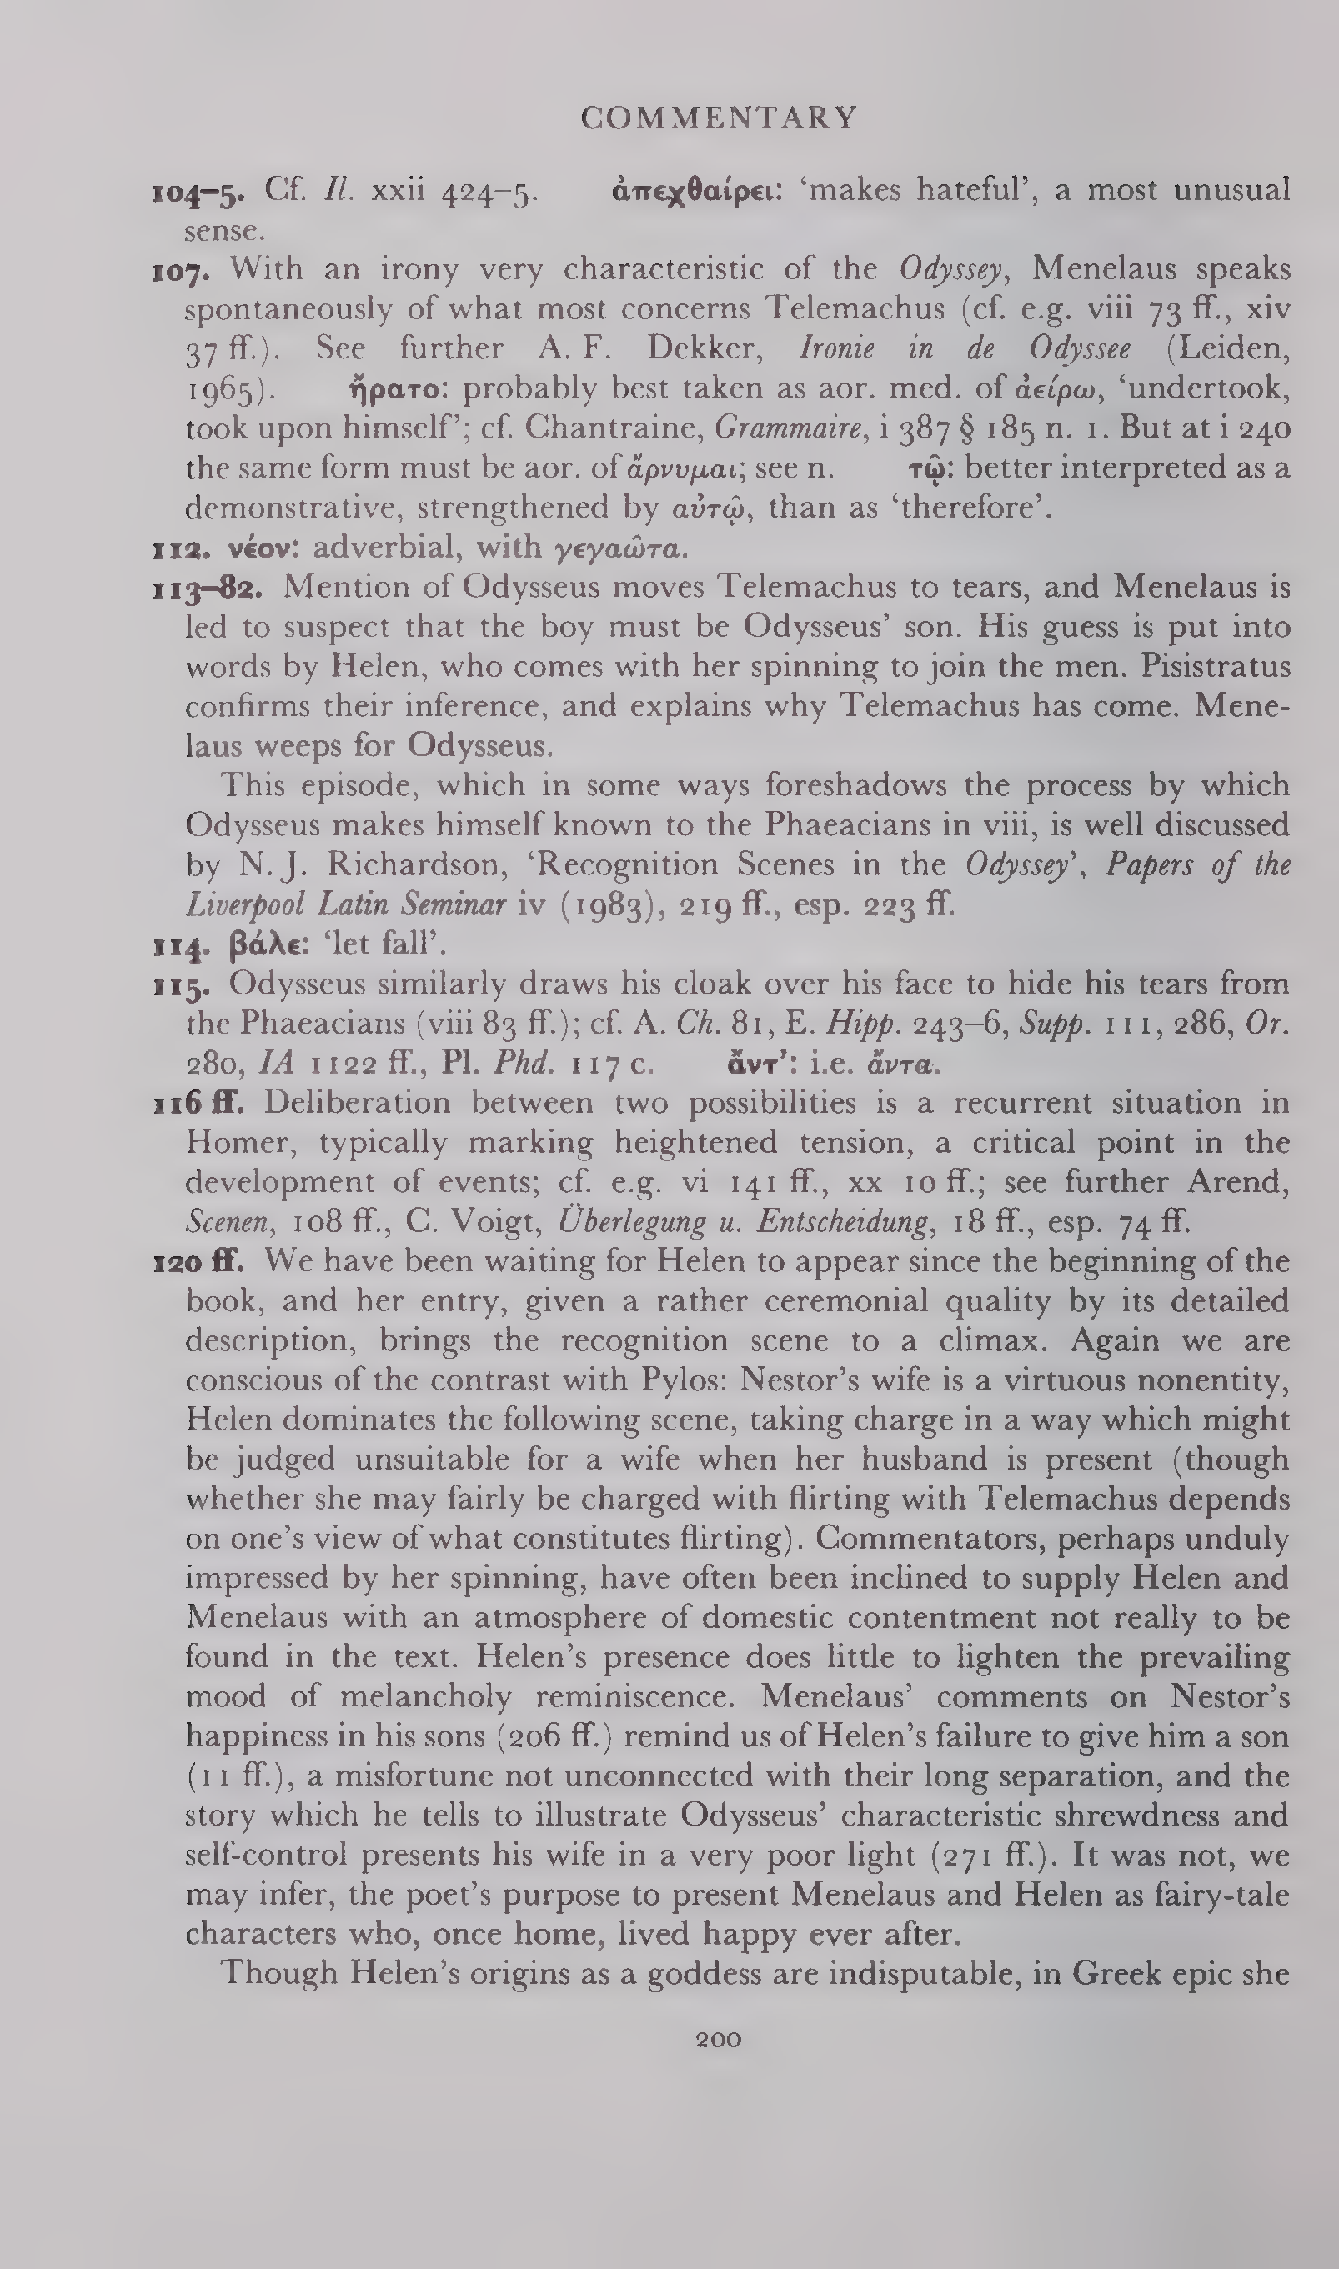 COMMENTARY
104–5. Cf. Il. xxii 424–5. ἀπεχθαίρει: ‘makes hateful’, a most unusual
sense.
107. With an irony very characteristic of the Odyssey, Menelaus speaks
spontaneously of what most concerns Telemachus (cf. e.g. viii 73 ff., xiv
37 ff.). See further A. F. Dekker, Ironie in de Odyssee (Leiden,
1965). ἤρατο: probably best taken as aor. med. of ἀείρω, ‘undertook,
took upon himself’; cf. Chantraine, Grammaire, i 387 § 185 n. 1. But at i 240
the same form must be aor. of ἄρνυμαι; see n. τῷ: better interpreted as a
demonstrative, strengthened by αὐτῷ, than as ‘therefore’.
112. νέον: adverbial, with γεγαῶτα.
113–82. Mention of Odysseus moves Telemachus to tears, and Menelaus is
led to suspect that the boy must be Odysseus’ son. His guess is put into
words by Helen, who comes with her spinning to join the men. Pisistratus
confirms their inference, and explains why Telemachus has come. Mene-
laus weeps for Odysseus.
This episode, which in some ways foreshadows the process by which
Odysseus makes himself known to the Phaeacians in viii, is well discussed
by N. J. Richardson, ‘Recognition Scenes in the Odyssey’, Papers of the
Liverpool Latin Seminar iv (1983), 219 ff., esp. 223 ff.
114. βάλε: ‘let fall’.
115. Odysseus similarly draws his cloak over his face to hide his tears from
the Phaeacians (viii 83 ff.); cf. A. Ch. 81, E. Hipp. 243–6, Supp. 111, 286, Or.
280, IA 1122 ff., Pl. Phd. 117 c. ἄντ’: i.e. ἄντα.
116 ff. Deliberation between two possibilities is a recurrent situation in
Homer, typically marking heightened tension, a critical point in the
development of events; cf. e.g. vi 141 ff., xx 10 ff.; see further Arend,
Scenen, 108 ff., C. Voigt, Überlegung u. Entscheidung, 18 ff., esp. 74 ff.
120 ff. We have been waiting for Helen to appear since the beginning of the
book, and her entry, given a rather ceremonial quality by its detailed
description, brings the recognition scene to a climax. Again we are
conscious of the contrast with Pylos: Nestor’s wife is a virtuous nonentity,
Helen dominates the following scene, taking charge in a way which might
be judged unsuitable for a wife when her husband is present (though
whether she may fairly be charged with flirting with Telemachus depends
on one’s view of what constitutes flirting). Commentators, perhaps unduly
impressed by her spinning, have often been inclined to supply Helen and
Menelaus with an atmosphere of domestic contentment not really to be
found in the text. Helen’s presence does little to lighten the prevailing
mood of melancholy reminiscence. Menelaus’ comments on Nestor’s
happiness in his sons (206 ff.) remind us of Helen’s failure to give him a son
(11 ff.), a misfortune not unconnected with their long separation, and the
story which he tells to illustrate Odysseus’ characteristic shrewdness and
self-control presents his wife in a very poor light (271 ff.). It was not, we
may infer, the poet’s purpose to present Menelaus and Helen as fairy-tale
characters who, once home, lived happy ever after.
Though Helen’s origins as a goddess are indisputable, in Greek epic she
200